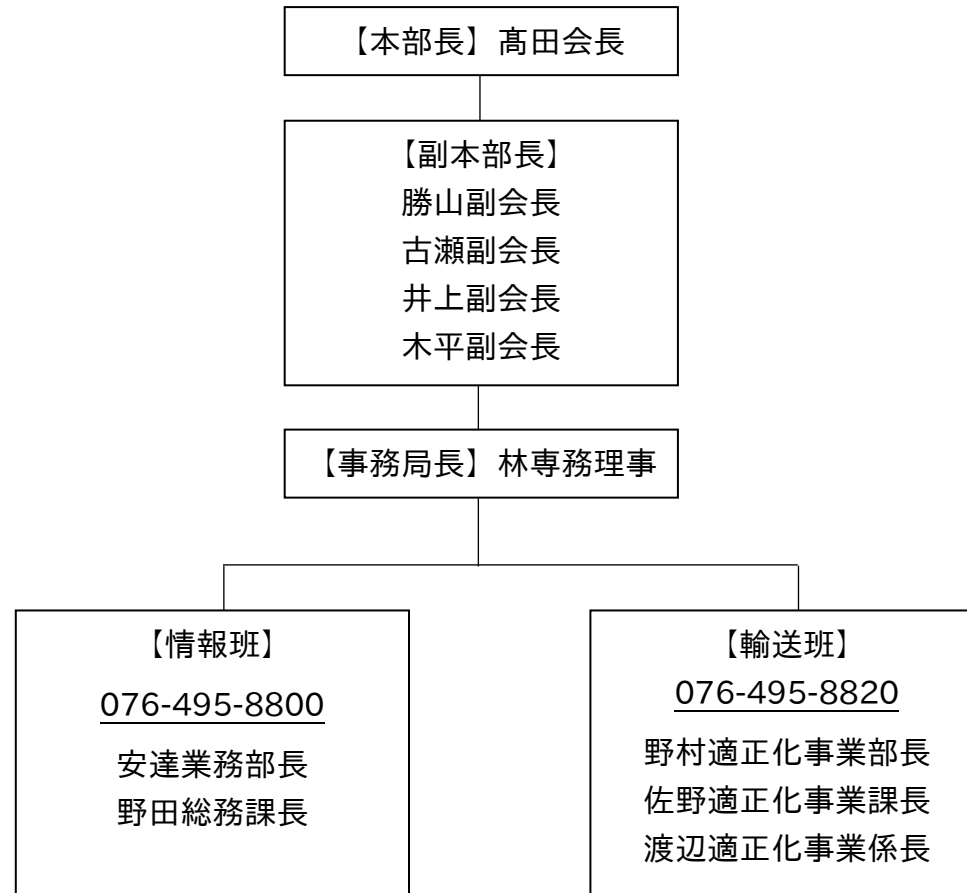 【本部長】髙田会長
【副本部長】
勝山副会長
古瀬副会長
井上副会長
木平副会長
【事務局長】林専務理事
【情報班】
076-495-8800
安達業務部長
野田総務課長
【輸送班】
076-495-8820
野村適正化事業部長
佐野適正化事業課長
渡辺適正化事業係長